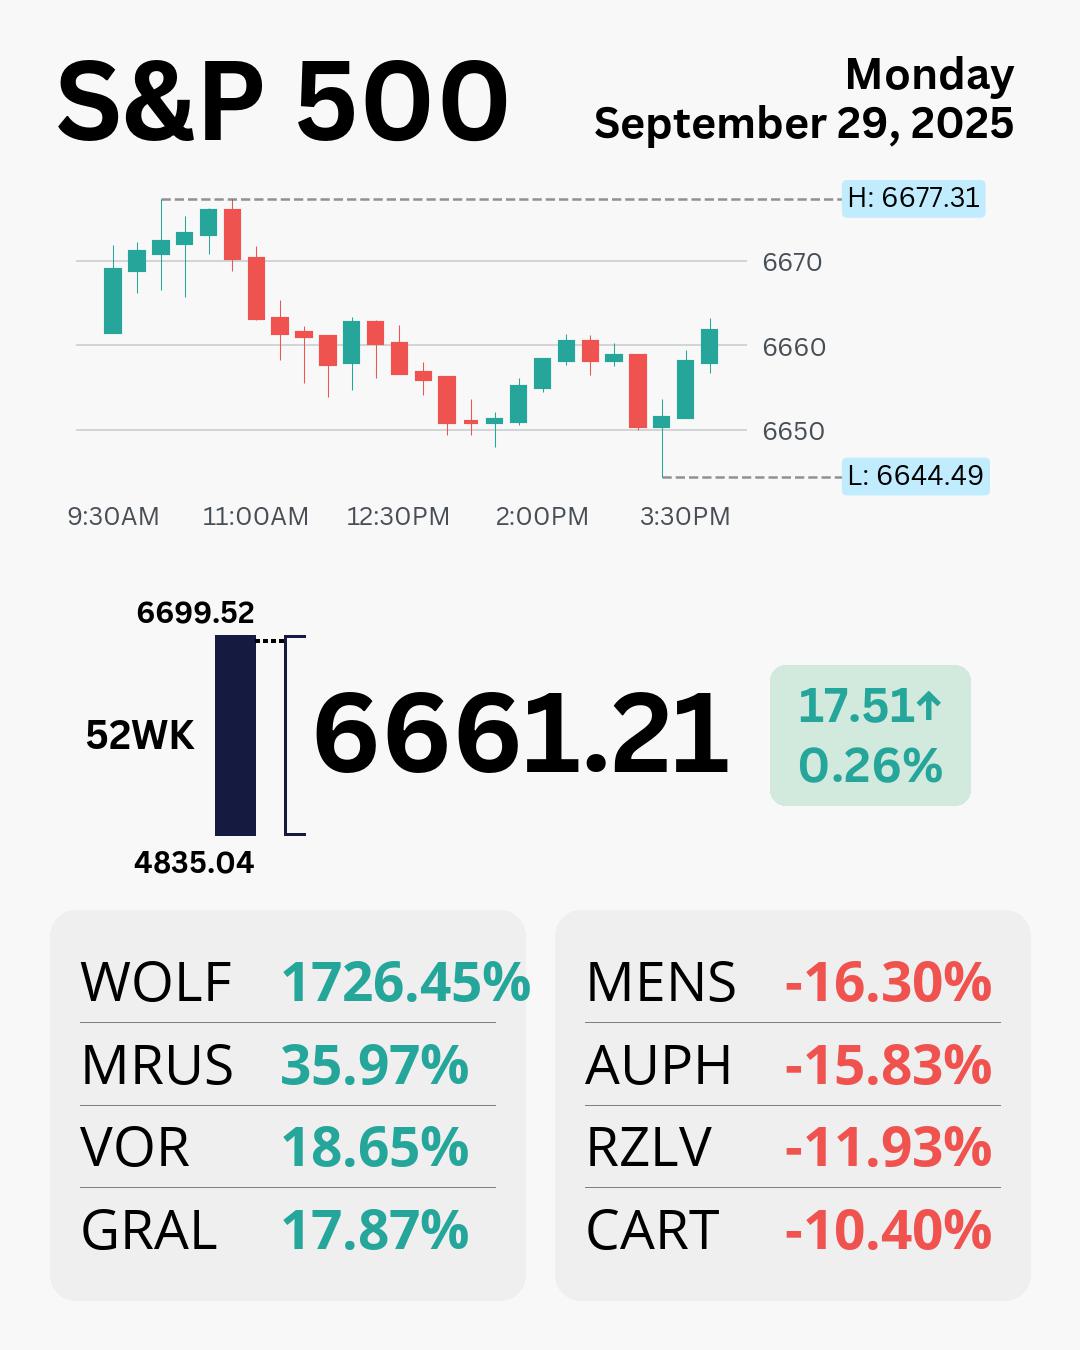 S&P 500
Monday
September 29, 2025
H: 6677.31
6670
6660
6650
L: 6644.49
9:30AM 11:00AM 12:30PM 2:00PM 3:30PM
6699.52
52WK
6661.21
17.51↑
0.26%
4835.04
WOLF 1726.45%
MRUS 35.97%
VOR 18.65%
GRAL 17.87%
MENS -16.30%
AUPH -15.83%
RZLV -11.93%
CART -10.40%